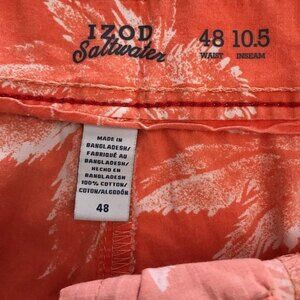 IZOD
Saltwater
48 10.5
WAIST INSEAM
MADE IN
BANGLADESH/
FABRIQUÉ AU
BANGLADESH/
HECHO EN
BANGLADESH
100% COTTON/
COTON/ALGODÓN
48